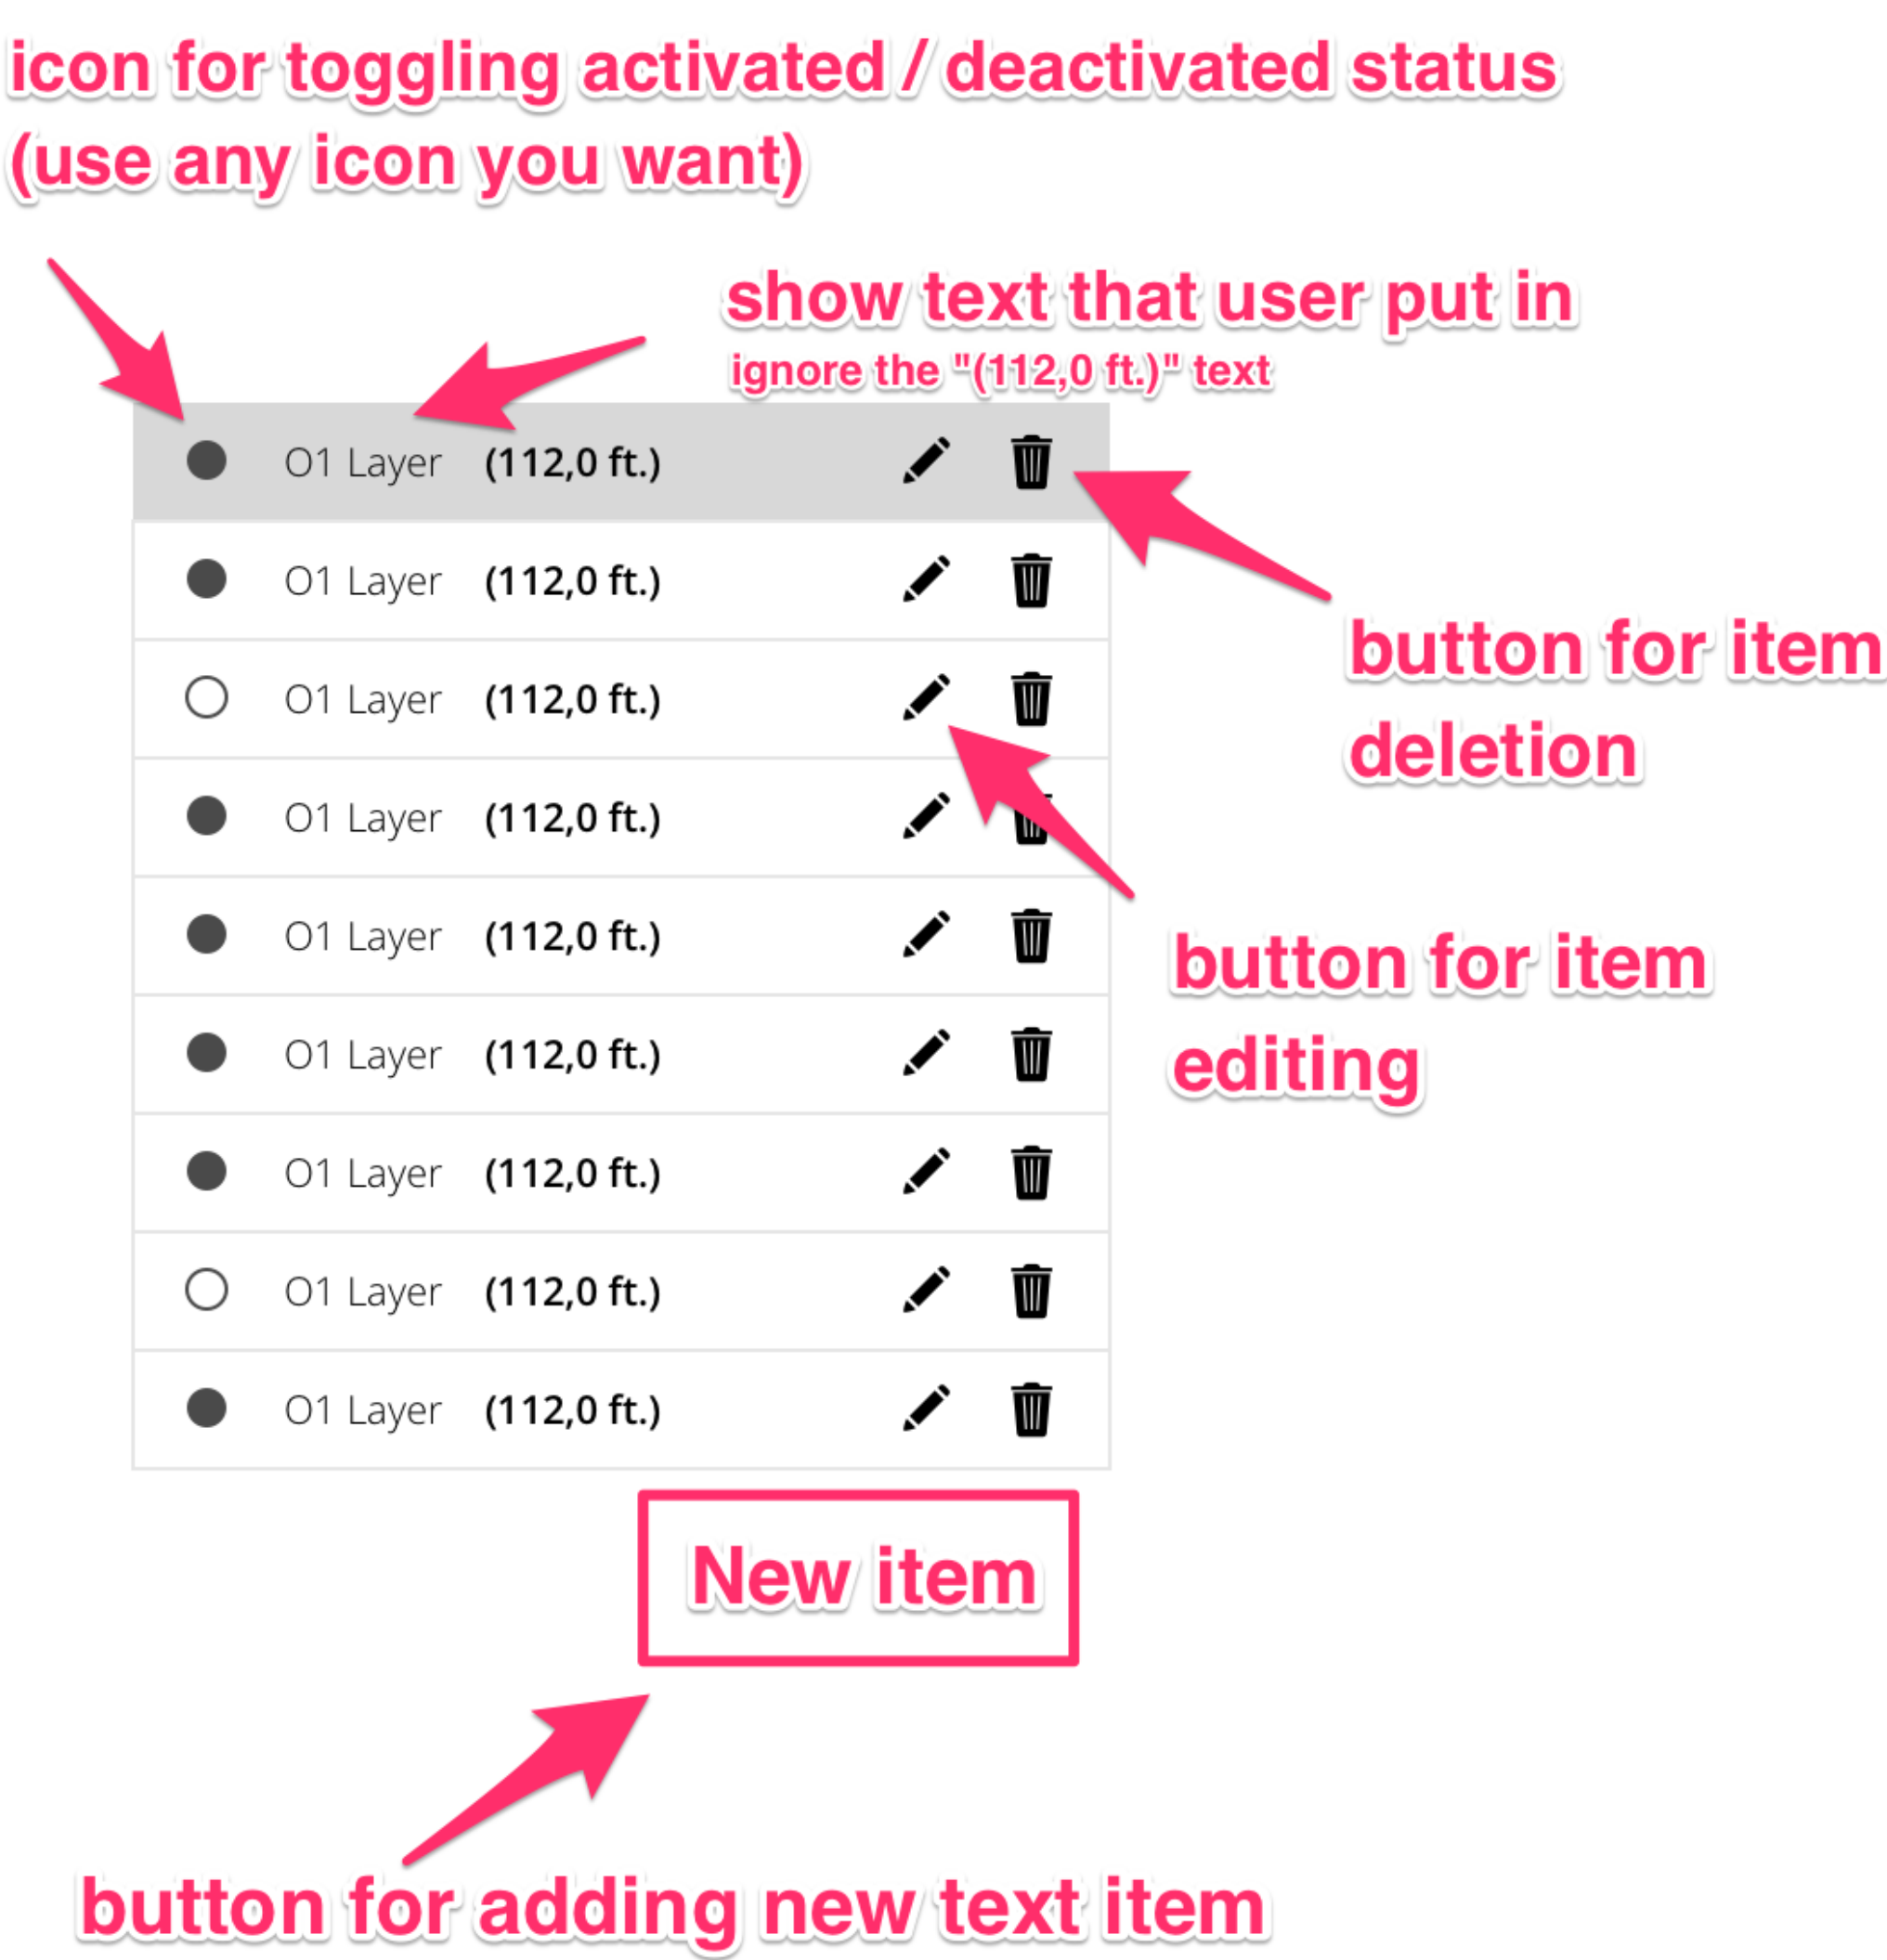 icon for toggling activated / deactivated status
(use any icon you want)
show text that user put in
ignore the "(112,0 ft.)" text
O1 Layer (112,0 ft.)
O1 Layer (112,0 ft.)
button for item
deletion
O1 Layer (112,0 ft.)
O1 Layer (112,0 ft.)
O1 Layer (112,0 ft.)
button for item
editing
O1 Layer (112,0 ft.)
O1 Layer (112,0 ft.)
O1 Layer (112,0 ft.)
O1 Layer (112,0 ft.)
New item
button for adding new text item